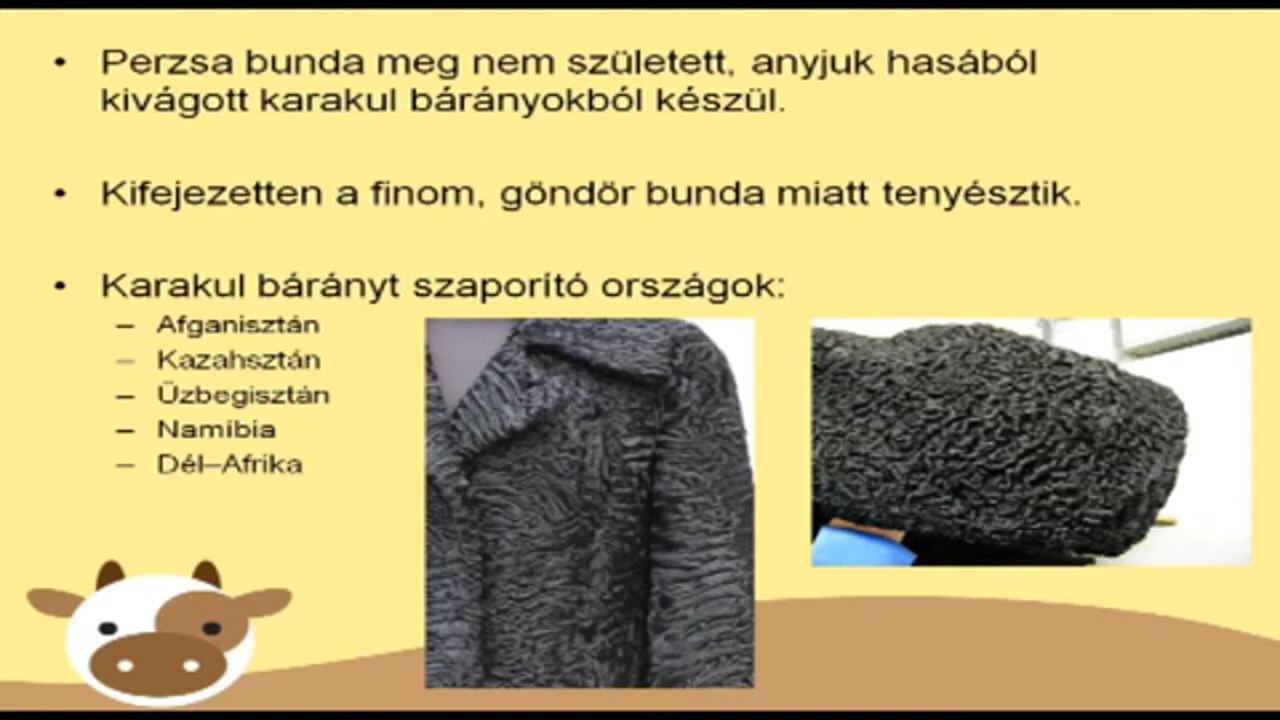 • Perzsa bunda meg nem született, anyjuk hasából
kivágott karakul bárányokból készül.
• Kifejezetten a finom, göndör bunda miatt tenyésztik.
• Karakul bárányt szaporító országok:
– Afganisztán
– Kazahsztán
– Üzbegisztán
– Namíbia
– Dél–Afrika